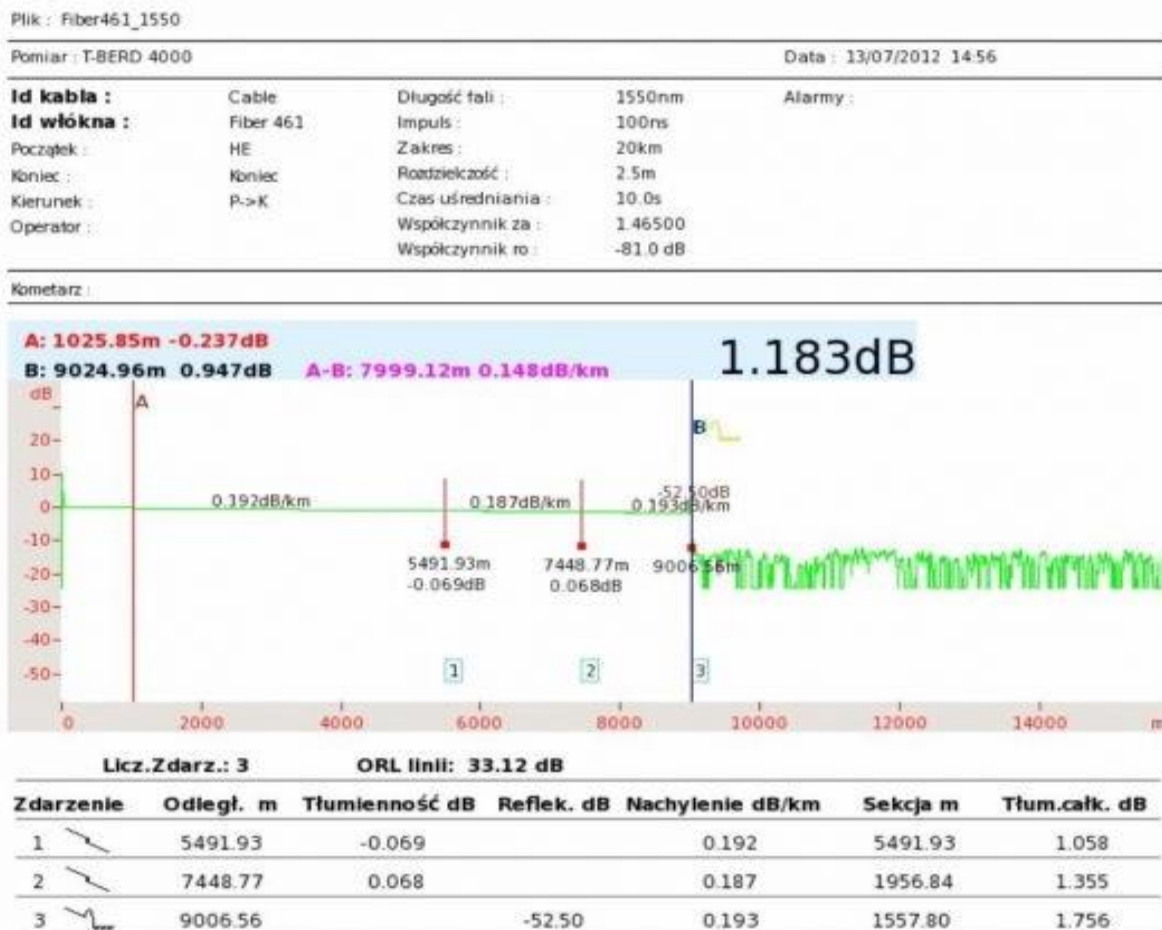 Plik : Fiber461_1550
Pomiar : T-BERD 4000 Data : 13/07/2012 14:56
Id kabla : Cable Długość fali : 1550nm Alarmy :
Id włókna : Fiber 461 Impuls : 100ns
Początek : HE Zakres : 20km
Koniec : Koniec Rozdzielczość : 2.5m
Kierunek : P->K Czas uśredniania : 10.0s
Operator : Współczynnik za : 1.46500
Współczynnik ro : -81.0 dB
Kometarz :
A: 1025.85m -0.237dB
B: 9024.96m 0.947dB A-B: 7999.12m 0.148dB/km 1.183dB
dB
A
20
B
10
-52.50dB
0
0.192dB/km 0.187dB/km 0.193dB/km
-10
5491.93m 7448.77m 9006.56m
-20
-0.069dB 0.068dB
-30
-40
-50
1 2 3
0 2000 4000 6000 8000 10000 12000 14000 m
Licz.Zdarz.: 3 ORL linii: 33.12 dB
Zdarzenie Odległ. m Tłumienność dB Reflek. dB Nachylenie dB/km Sekcja m Tłum.całk. dB
1 5491.93 -0.069 0.192 5491.93 1.058
2 7448.77 0.068 0.187 1956.84 1.355
3 9006.56 -52.50 0.193 1557.80 1.756